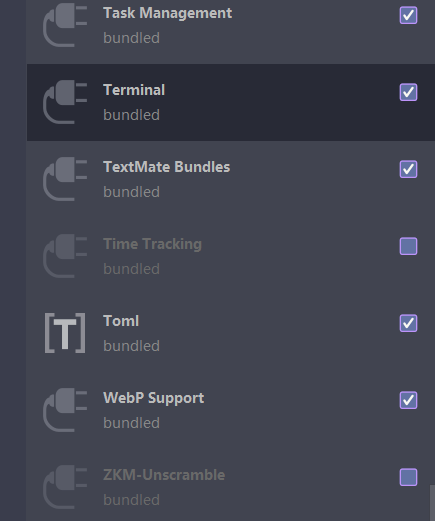 Task Management
bundled
Terminal
bundled
TextMate Bundles
bundled
Time Tracking
bundled
[T]
Toml
bundled
WebP Support
bundled
ZKM-Unscramble
bundled